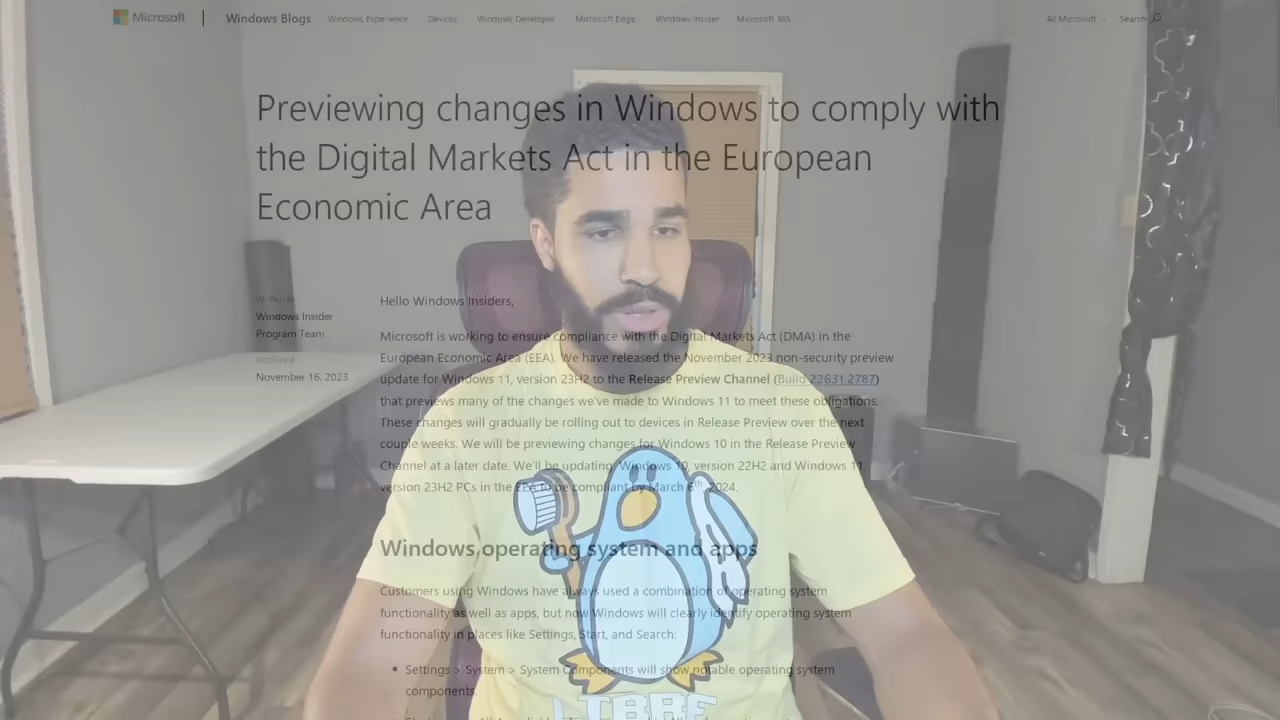 Microsoft Windows Blogs Windows Experience Devices Windows Developer Microsoft Edge Windows Insider Microsoft 365 All Microsoft Search
Previewing changes in Windows to comply with
the Digital Markets Act in the European
Economic Area
Written By
Windows Insider
Program Team
published
November 16, 2023
Hello Windows Insiders,
Microsoft is working to ensure compliance with the Digital Markets Act (DMA) in the
European Economic Area (EEA). We have released the November 2023 non-security preview
update for Windows 11, version 23H2 to the Release Preview Channel (Build 22631.2787)
that previews many of the changes we've made to Windows 11 to meet these obligations.
These changes will gradually be rolling out to devices in Release Preview over the next
couple weeks. We will be previewing changes for Windows 10 in the Release Preview
Channel at a later date. We'll be updating Windows 10, version 22H2 and Windows 11,
version 23H2 PCs in the EEA to be compliant by March 6th 2024.
Windows operating system and apps
Customers using Windows have always used a combination of operating system
functionality as well as apps, but now Windows will clearly identify operating system
functionality in places like Settings, Start, and Search:
• Settings > System > System Components will show notable operating system
components.
LIBRE